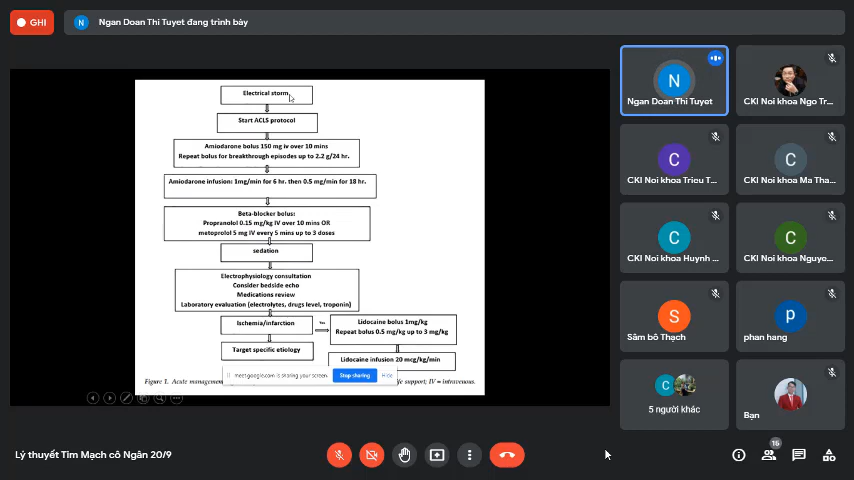 GHI
N
Ngan Doan Thi Tuyet đang trình bày
Electrical storm
Start ACLS protocol
Amiodarone bolus 150 mg iv over 10 mins
Repeat bolus for breakthrough episodes up to 2.2 g/24 hr.
Amiodarone infusion: 1mg/min for 6 hr. then 0.5 mg/min for 18 hr.
Beta-blocker bolus:
Propranolol 0.15 mg/kg IV over 10 mins OR
metoprolol 5 mg IV every 5 mins up to 3 doses
sedation
Electrophysiology consultation
Consider bedside echo
Medications review
Laboratory evaluation (electrolytes, drugs level, troponin)
Ischemia/infarction
Yes
Lidocaine bolus 1mg/kg
Repeat bolus 0.5 mg/kg up to 3 mg/kg
Target specific etiology
Lidocaine infusion 20 mcg/kg/min
meet.google.com is sharing your screen.
Stop sharing
Hide
Figure 1. Acute management
support; IV = intravenous.
N
Ngan Doan Thi Tuyet
CKI Noi khoa Ngo Tr...
C
CKI Noi khoa Trieu T...
C
CKI Noi khoa Ma Tha...
C
CKI Noi khoa Huynh ...
C
CKI Noi khoa Nguye...
S
Sâm bô Thạch
p
phan hang
C
5 người khác
Bạn
Lý thuyết Tim Mạch cô Ngân 20/9
15